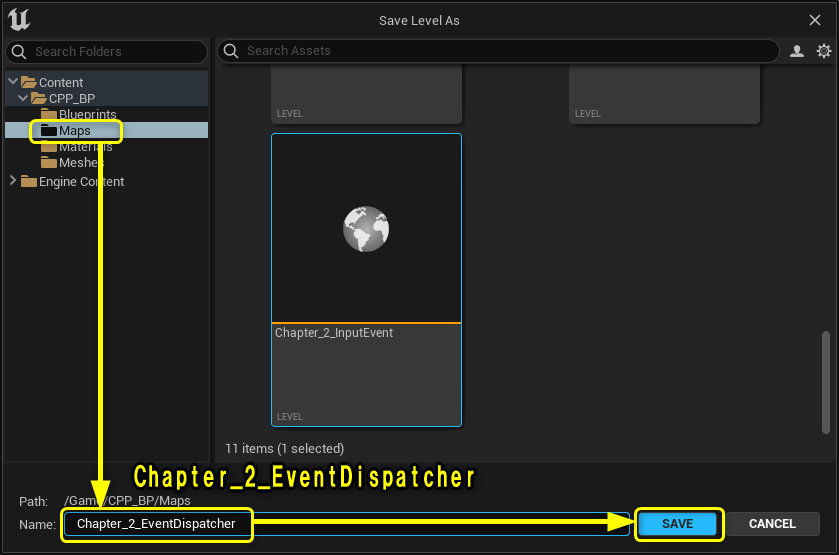 Save Level As
Search Folders
Search Assets
Content
CPP_BP
Blueprints
Maps
Materials
Meshes
Engine Content
LEVEL
LEVEL
Chapter_2_InputEvent
LEVEL
11 items (1 selected)
Chapter_2_EventDispatcher
Path: /Game/CPP_BP/Maps
Name: Chapter_2_EventDispatcher
SAVE
CANCEL